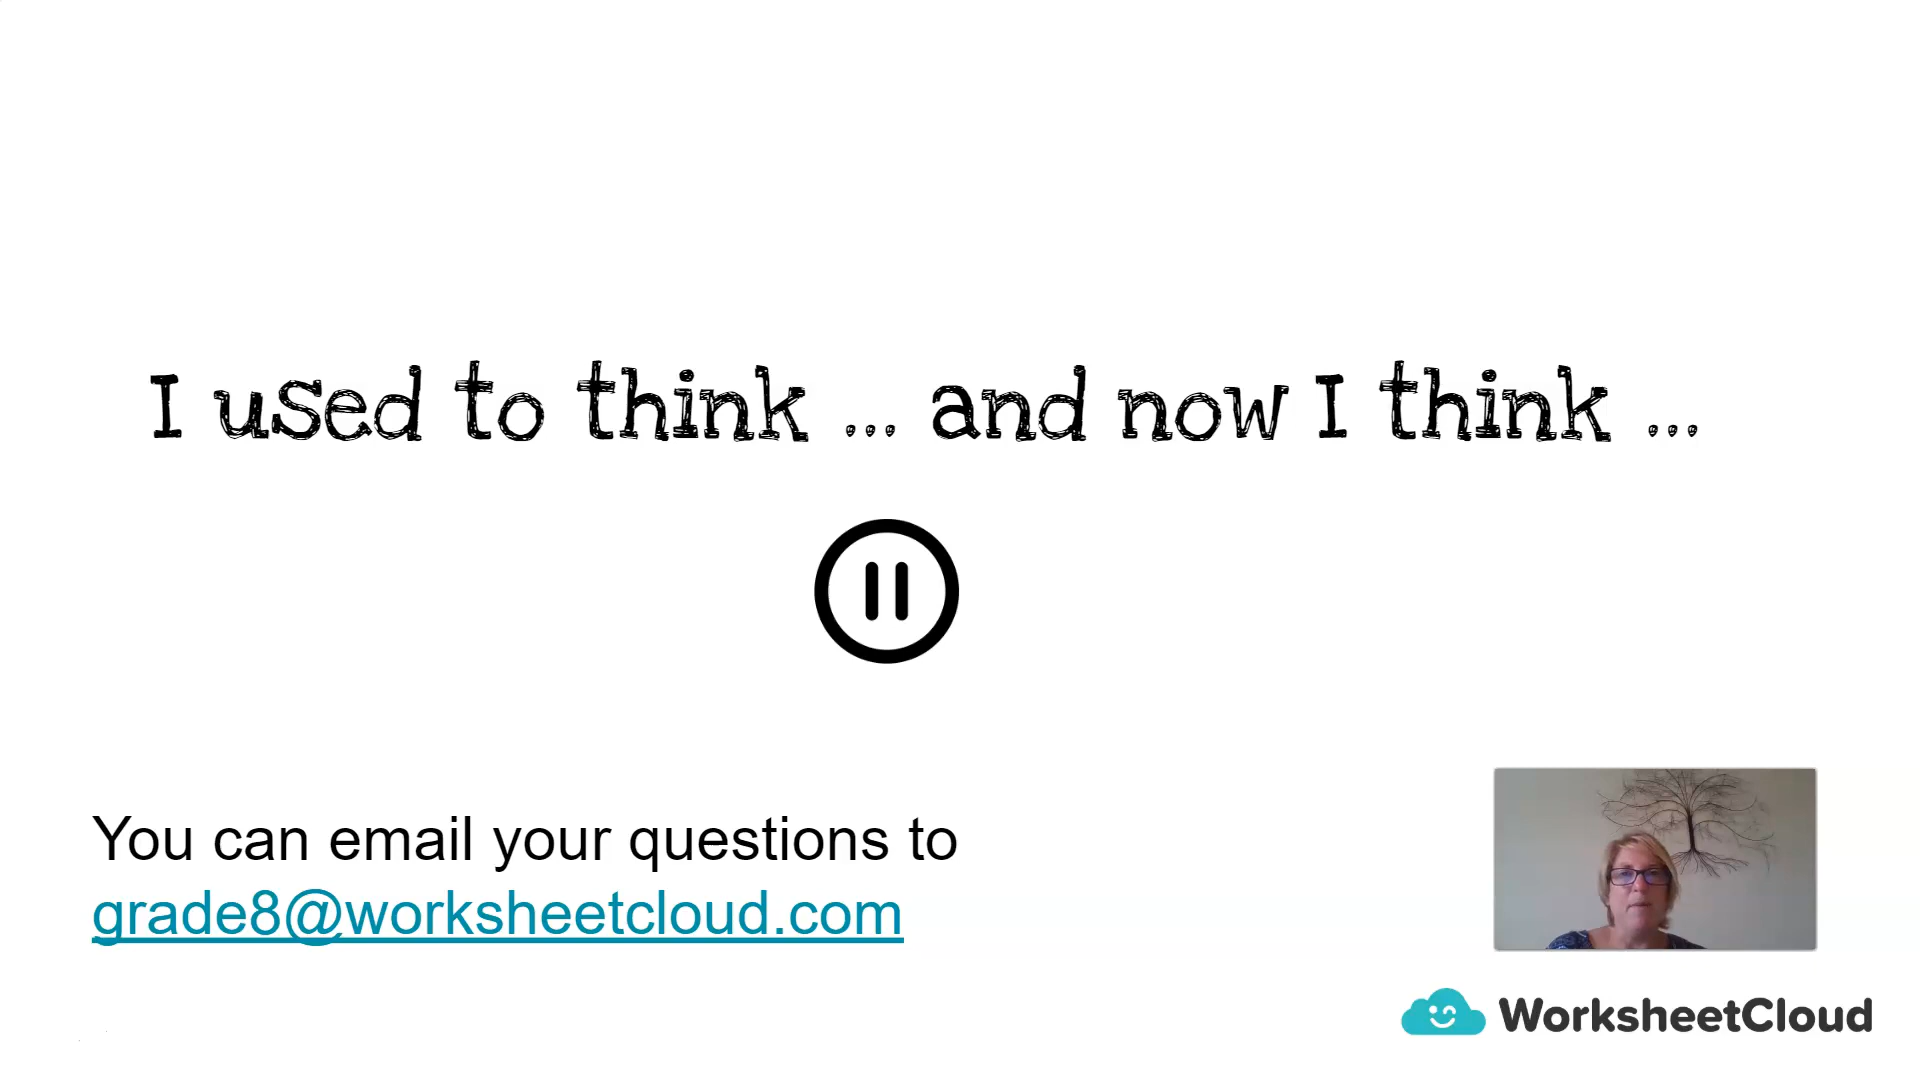 I used to think ... and now I think ...
You can email your questions to
grade8@worksheetcloud.com
WorksheetCloud